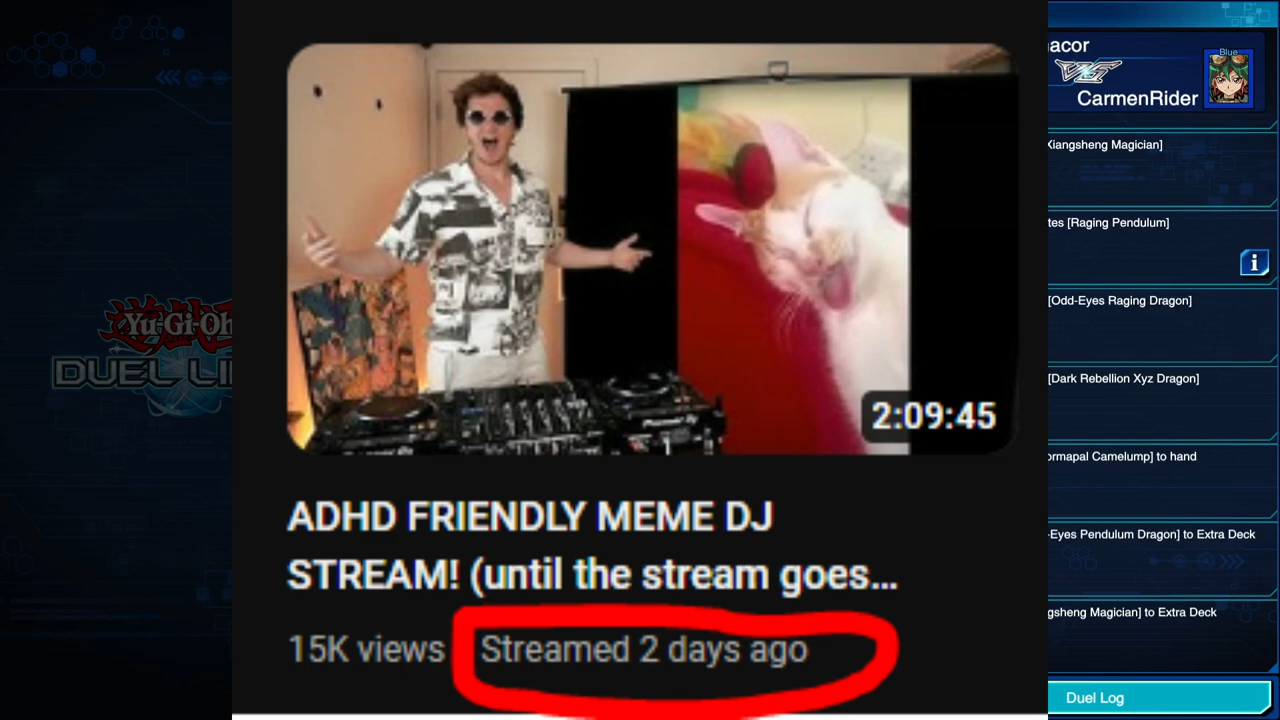 Yu-Gi-Oh
DUEL LI
2:09:45
ADHD FRIENDLY MEME DJ
STREAM! (until the stream goes...
15K views Streamed 2 days ago
acor
Blue
CarmenRider
Xiangsheng Magician]
tes [Raging Pendulum]
i
[Odd-Eyes Raging Dragon]
[Dark Rebellion Xyz Dragon]
ormapal Camelump] to hand
-Eyes Pendulum Dragon] to Extra Deck
gsheng Magician] to Extra Deck
Duel Log